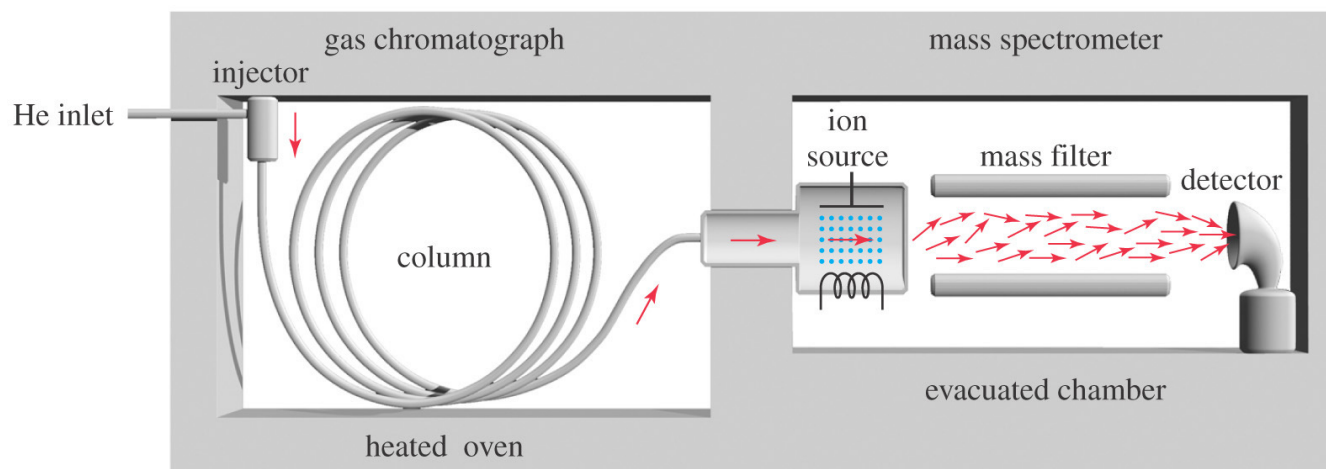 gas chromatograph
mass spectrometer
injector
He inlet
ion
source
mass filter
detector
column
evacuated chamber
heated oven